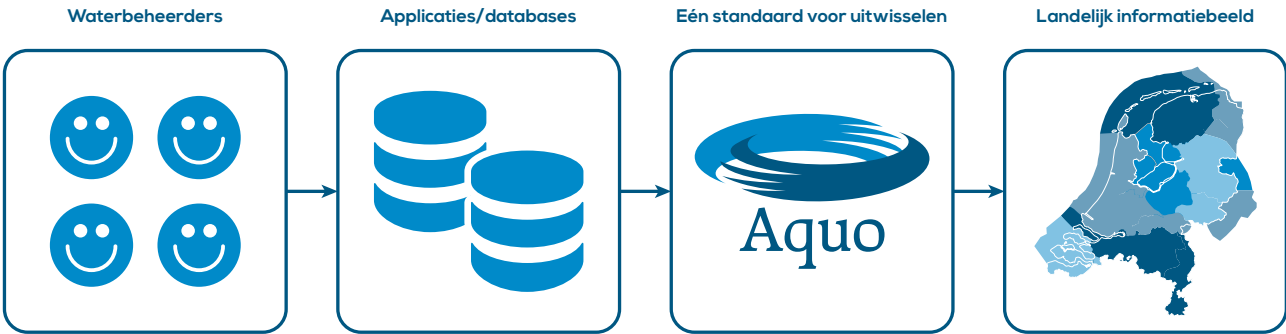 Waterbeheerders
Applicaties/databases
Eén standaard voor uitwisselen
Landelijk informatiebeeld
Aquo